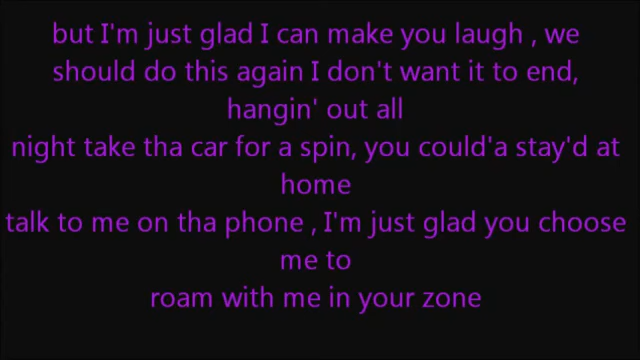 but I'm just glad I can make you laugh , we
should do this again I don't want it to end,
hangin' out all
night take tha car for a spin, you could'a stay'd at
home
talk to me on tha phone , I'm just glad you choose
me to
roam with me in your zone